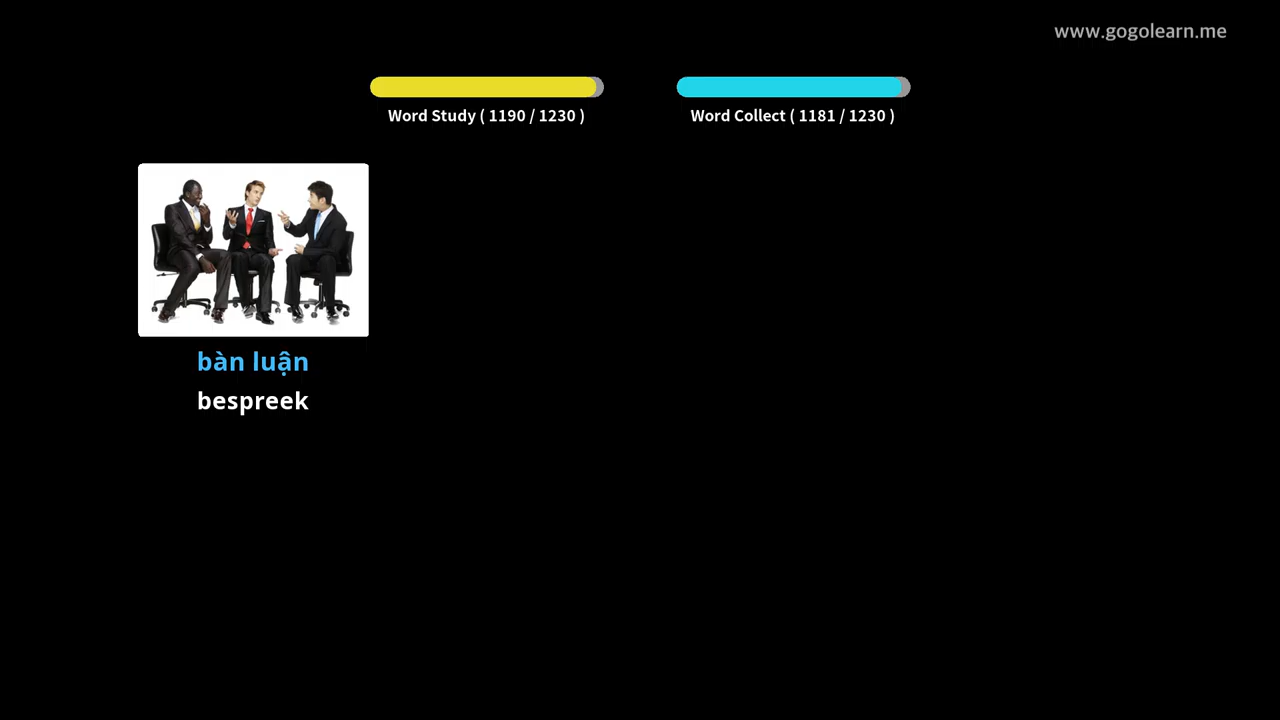 www.gogolearn.me
Word Study ( 1190 / 1230 )
Word Collect ( 1181 / 1230 )
bàn luận
bespreek